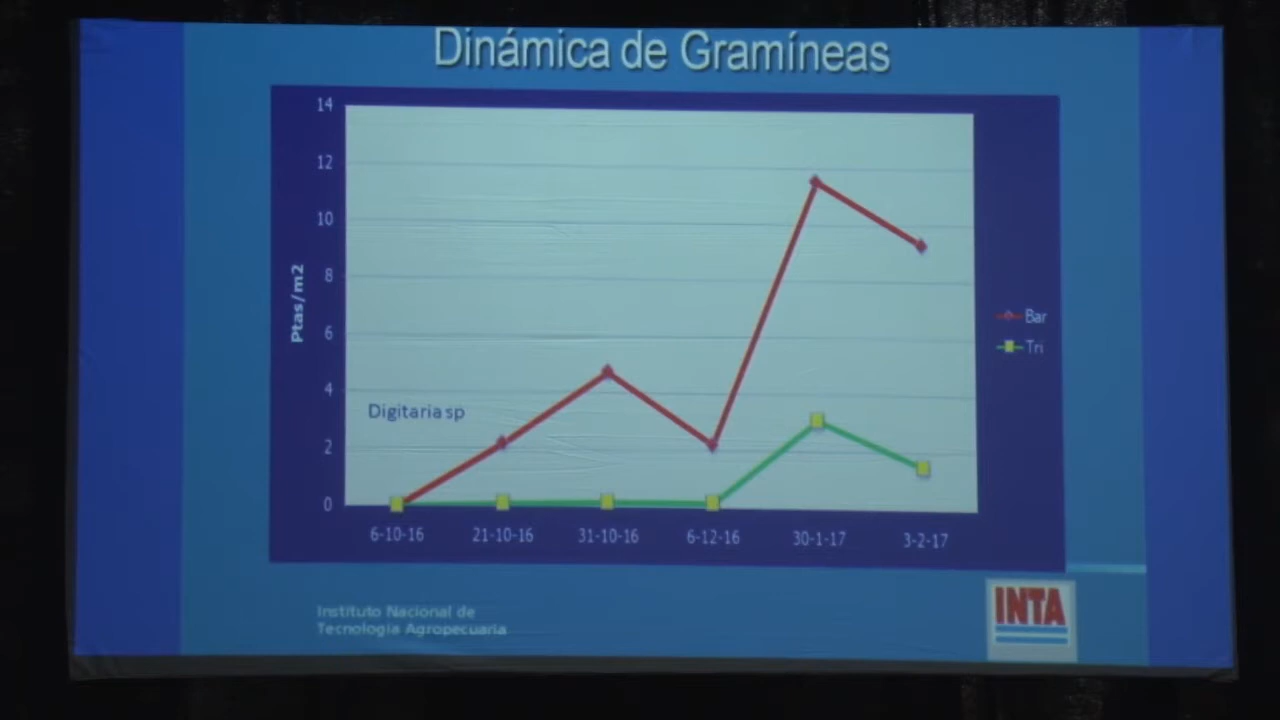 Dinámica de Gramíneas
14
12
10
8
6
4
2
0
Ptas/m2
Digitaria sp
6-10-16
21-10-16
31-10-16
6-12-16
30-1-17
3-2-17
Bar
Tri
Instituto Nacional de
Tecnología Agropecuaria
INTA